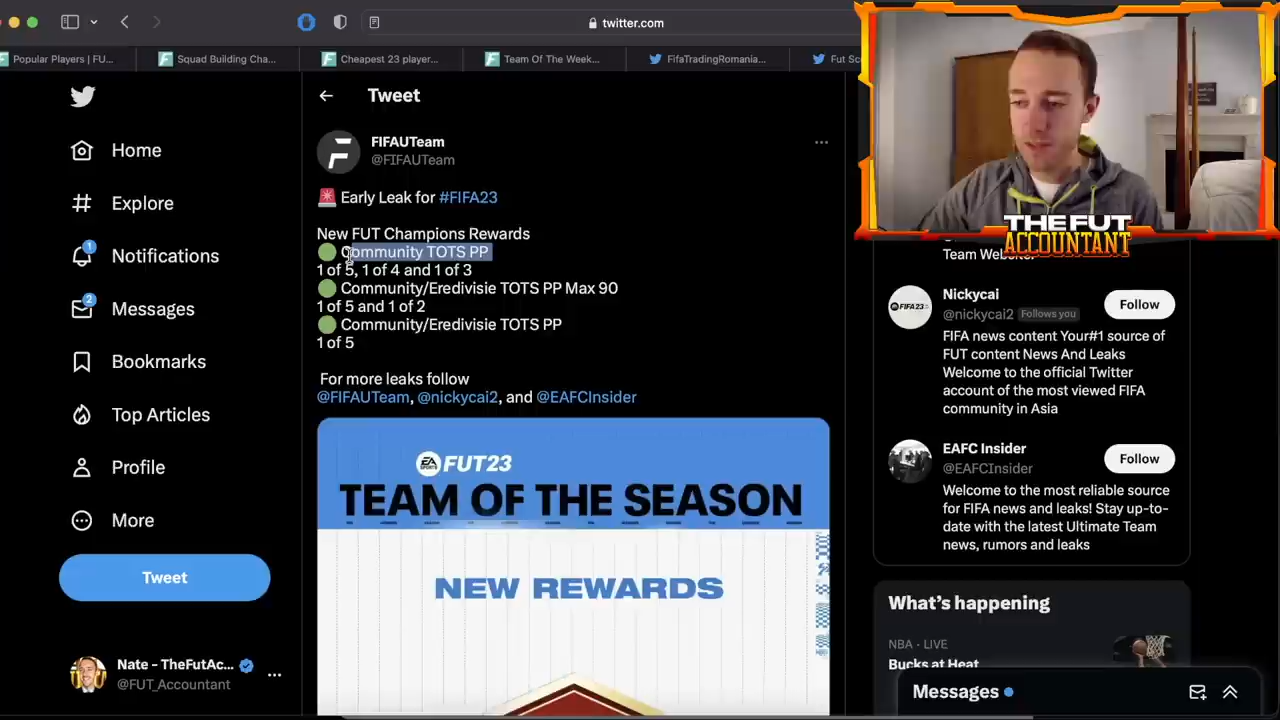 twitter.com
Popular Players | FU...
Squad Building Cha...
Cheapest 23 player...
Team Of The Week...
FifaTradingRomania...
Fut Sc
Home
Explore
1
Notifications
2
Messages
Bookmarks
Top Articles
Profile
More
Tweet
Nate - TheFutAc...
@FUT_Accountant
Tweet
FIFAUTeam
@FIFAUTeam
🚨 Early Leak for #FIFA23
New FUT Champions Rewards
🟢 Community TOTS PP
1 of 5, 1 of 4 and 1 of 3
🟢 Community/Eredivisie TOTS PP Max 90
1 of 5 and 1 of 2
🟢 Community/Eredivisie TOTS PP
1 of 5
For more leaks follow
@FIFAUTeam, @nickycai2, and @EAFCInsider
EA SPORTS FUT23
TEAM OF THE SEASON
NEW REWARDS
THE FUT
ACCOUNTANT
Team Website.
Nickycai
@nickycai2 Follows you
Follow
FIFA news content Your#1 source of
FUT content News And Leaks
Welcome to the official Twitter
account of the most viewed FIFA
community in Asia
EAFC Insider
@EAFCInsider
Follow
Welcome to the most reliable source
for FIFA news and leaks! Stay up-to-
date with the latest Ultimate Team
news, rumors and leaks
What's happening
NBA · LIVE
Bucks at Heat
Messages